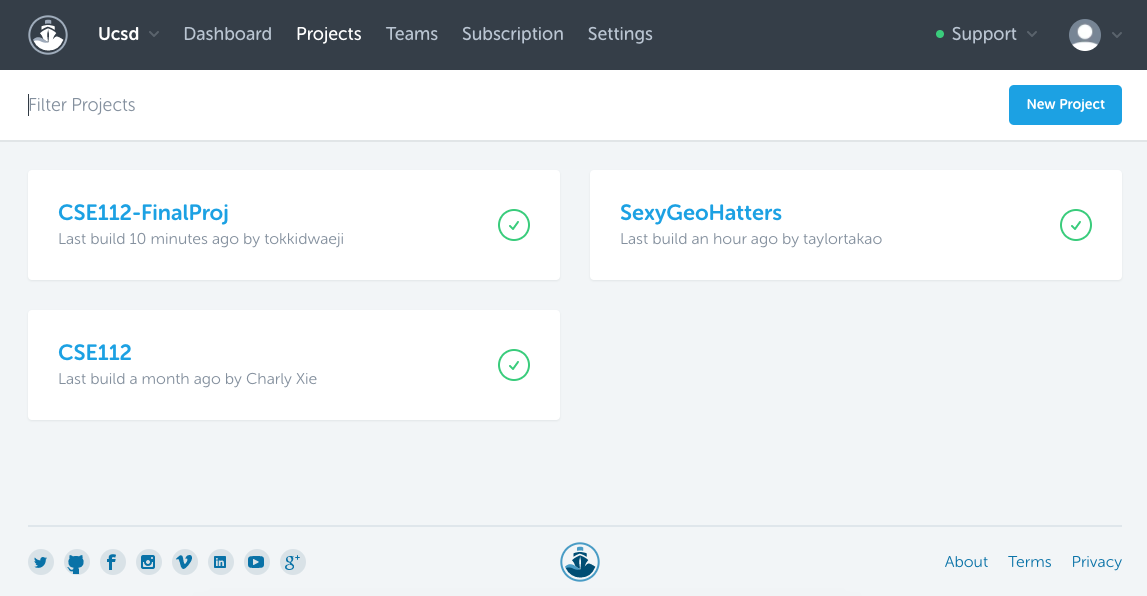 Ucsd Dashboard Projects Teams Subscription Settings Support
Filter Projects New Project
CSE112-FinalProj
Last build 10 minutes ago by tokkidwaeji
SexyGeoHatters
Last build an hour ago by taylortakao
CSE112
Last build a month ago by Charly Xie
About Terms Privacy